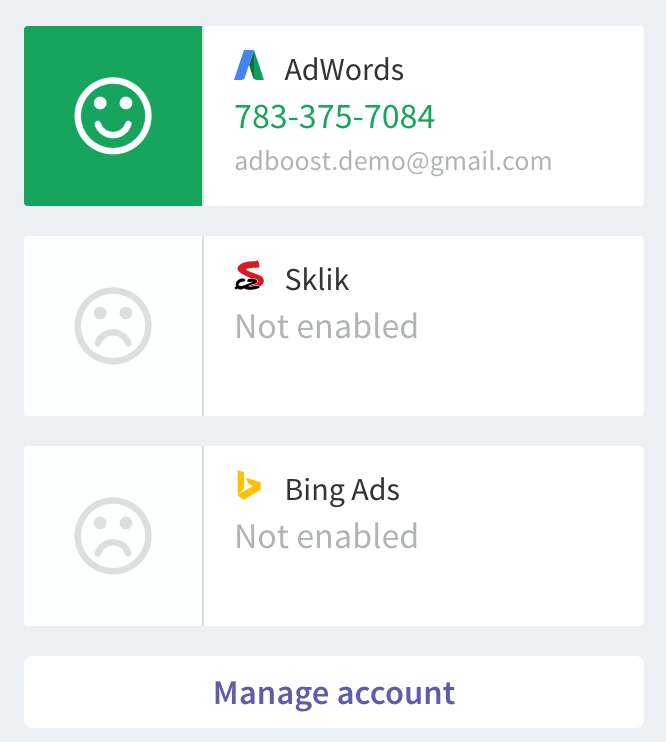 AdWords
783-375-7084
adboost.demo@gmail.com
Sklik
Not enabled
Bing Ads
Not enabled
Manage account